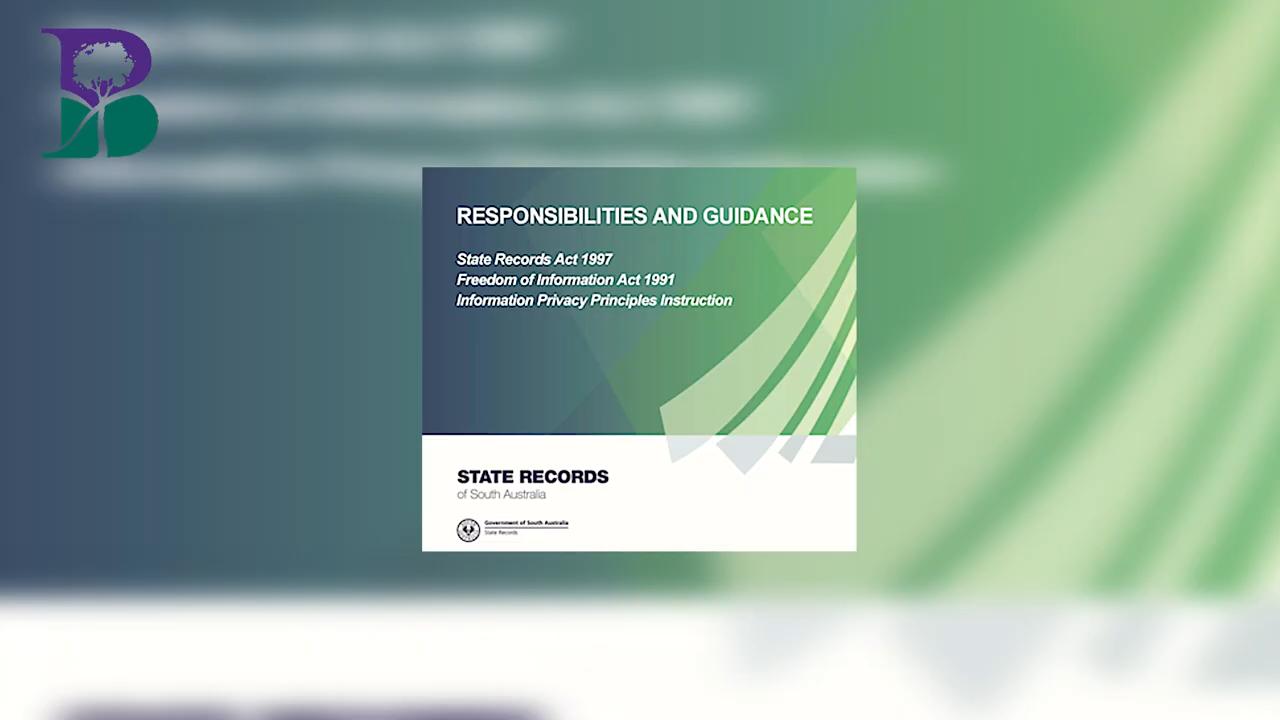 RESPONSIBILITIES AND GUIDANCE
State Records Act 1997
Freedom of Information Act 1991
Information Privacy Principles Instruction
STATE RECORDS
of South Australia
Government of South Australia
State Records